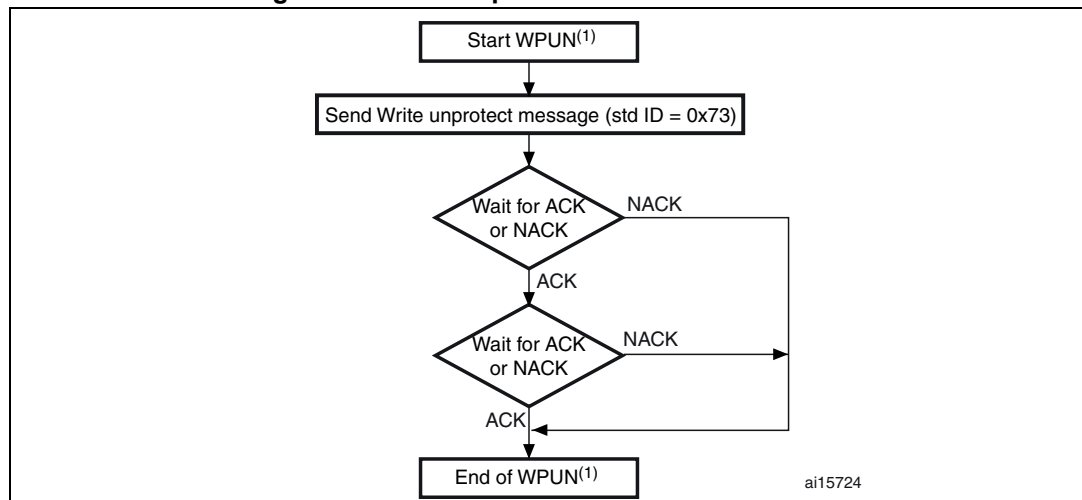 Start WPUN(1)
Send Write unprotect message (std ID = 0x73)
Wait for ACK
or NACK
NACK
ACK
Wait for ACK
or NACK
NACK
ACK
End of WPUN(1)
ai15724